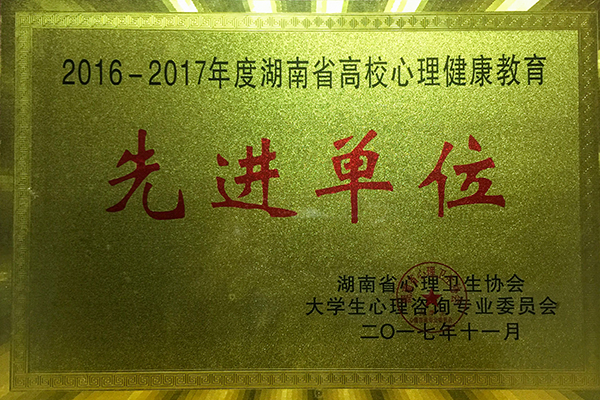 2016－2017年度湖南省高校心理健康教育
先进单位
湖南省心理卫生协会
大学生心理咨询专业委员会
二〇一七年十一月